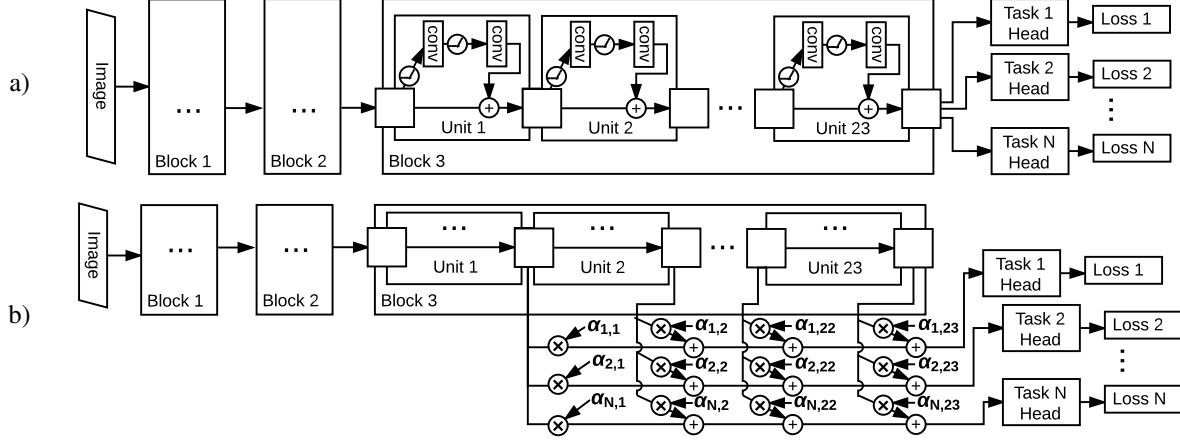 a)
Image
...
Block 1
...
Block 2
Block 3
conv
conv
Unit 1
conv
conv
Unit 2
...
conv
conv
Unit 23
Task 1
Head
Loss 1
Task 2
Head
Loss 2
...
Task N
Head
Loss N
b)
Image
...
Block 1
...
Block 2
Block 3
...
Unit 1
...
Unit 2
...
...
Unit 23
α1,1
α1,2
α1,22
α1,23
α2,1
α2,2
α2,22
α2,23
αN,1
αN,2
αN,22
αN,23
Task 1
Head
Loss 1
Task 2
Head
Loss 2
...
Task N
Head
Loss N